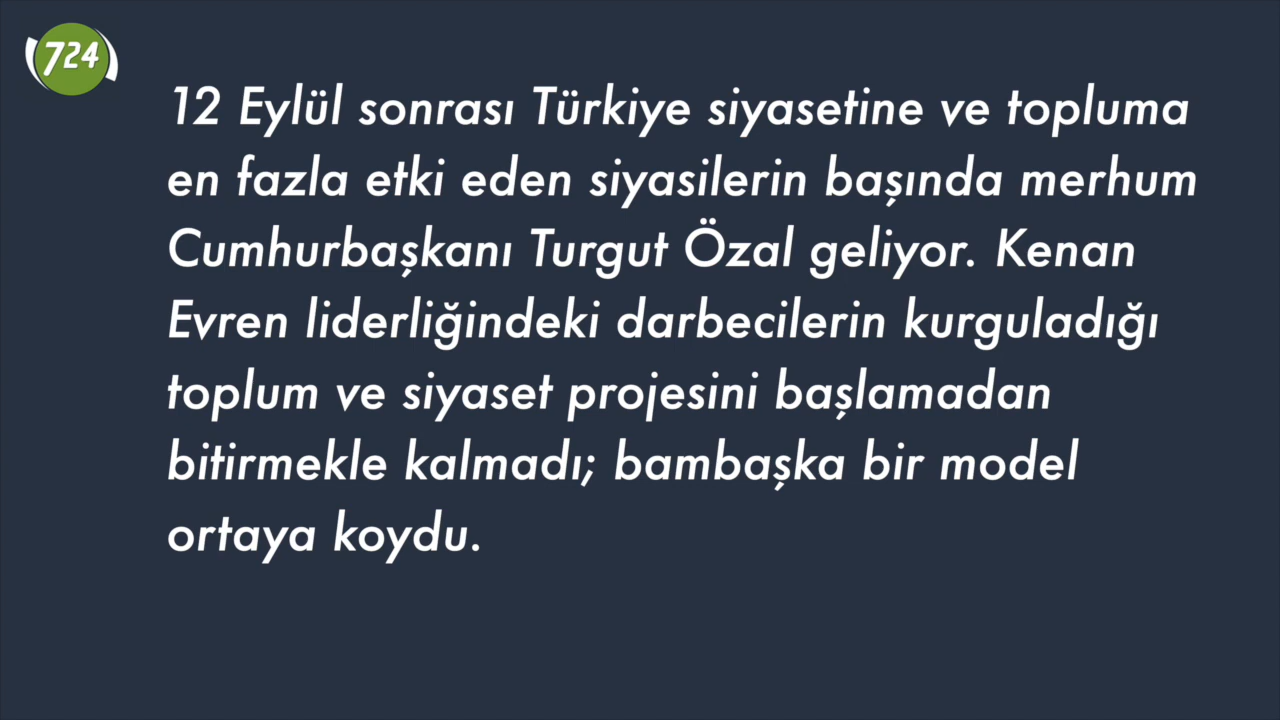 724
12 Eylül sonrası Türkiye siyasetine ve topluma
en fazla etki eden siyasilerin başında merhum
Cumhurbaşkanı Turgut Özal geliyor. Kenan
Evren liderliğindeki darbecilerin kurguladığı
toplum ve siyaset projesini başlamadan
bitirmekle kalmadı; bambaşka bir model
ortaya koydu.